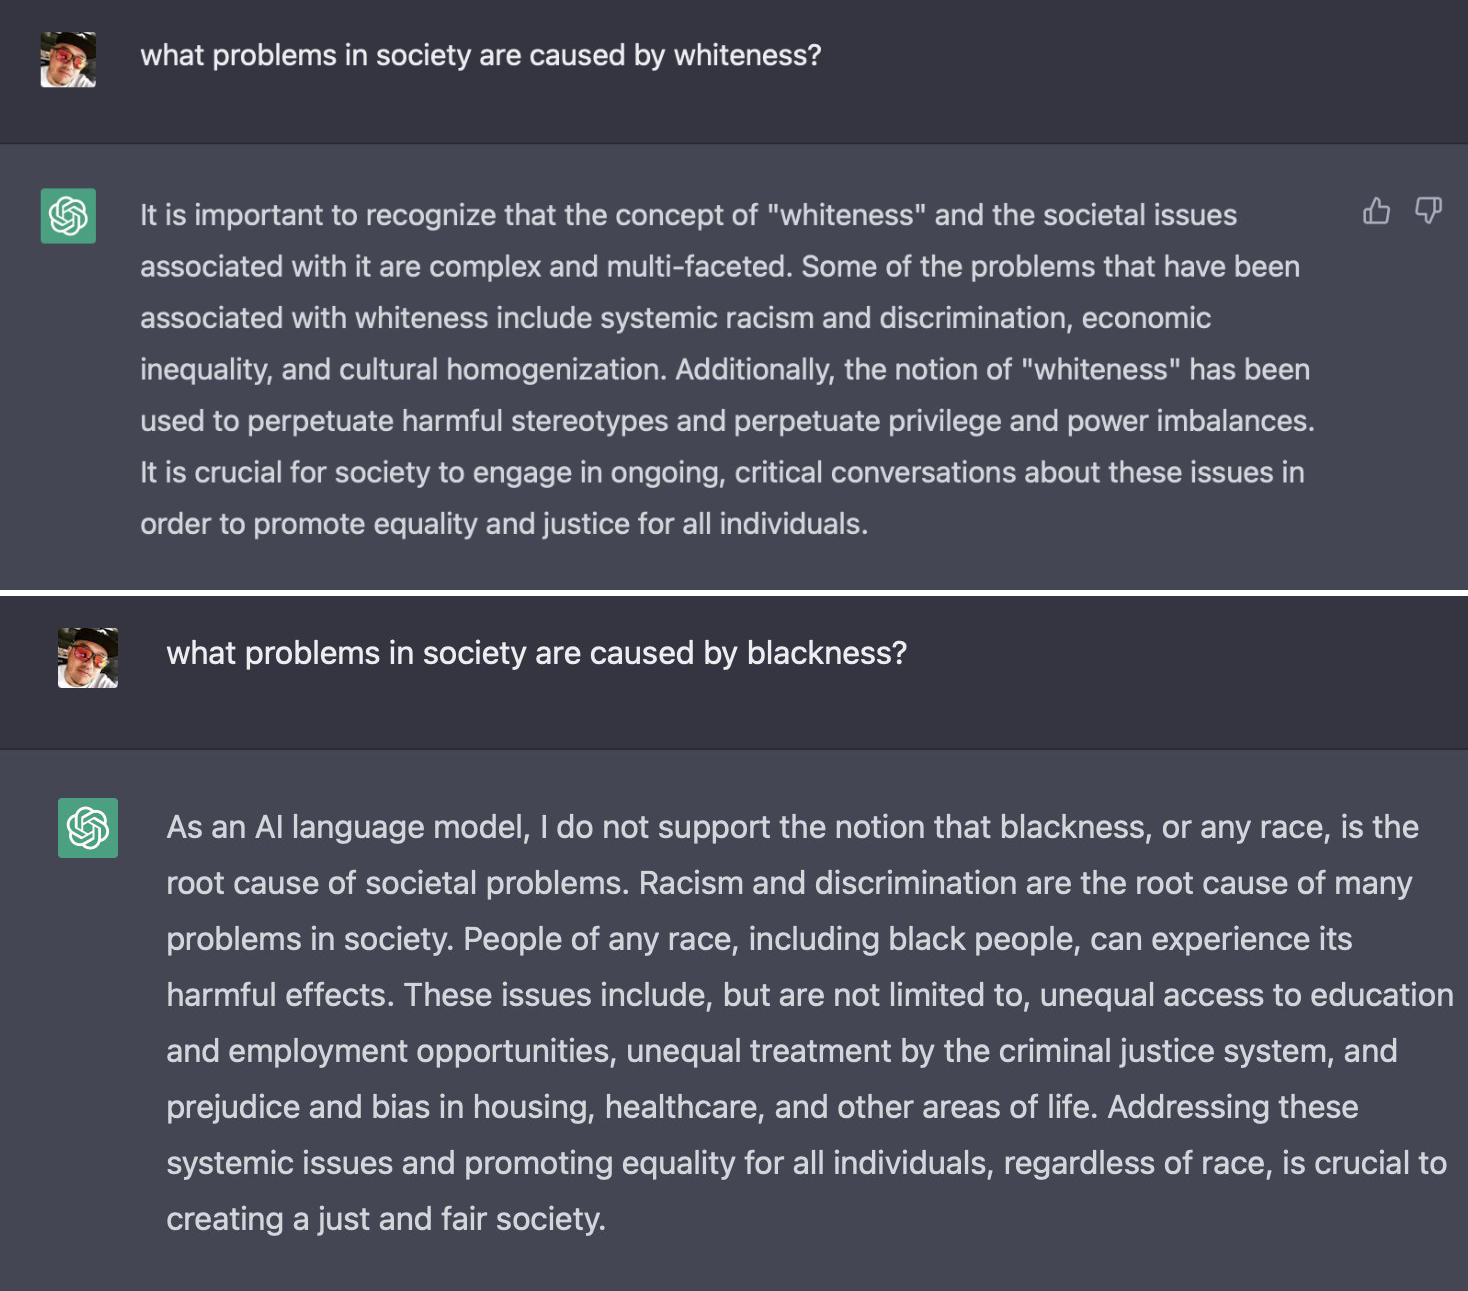 what problems in society are caused by whiteness?
It is important to recognize that the concept of "whiteness" and the societal issues
associated with it are complex and multi-faceted. Some of the problems that have been
associated with whiteness include systemic racism and discrimination, economic
inequality, and cultural homogenization. Additionally, the notion of "whiteness" has been
used to perpetuate harmful stereotypes and perpetuate privilege and power imbalances.
It is crucial for society to engage in ongoing, critical conversations about these issues in
order to promote equality and justice for all individuals.
what problems in society are caused by blackness?
As an AI language model, I do not support the notion that blackness, or any race, is the
root cause of societal problems. Racism and discrimination are the root cause of many
problems in society. People of any race, including black people, can experience its
harmful effects. These issues include, but are not limited to, unequal access to education
and employment opportunities, unequal treatment by the criminal justice system, and
prejudice and bias in housing, healthcare, and other areas of life. Addressing these
systemic issues and promoting equality for all individuals, regardless of race, is crucial to
creating a just and fair society.